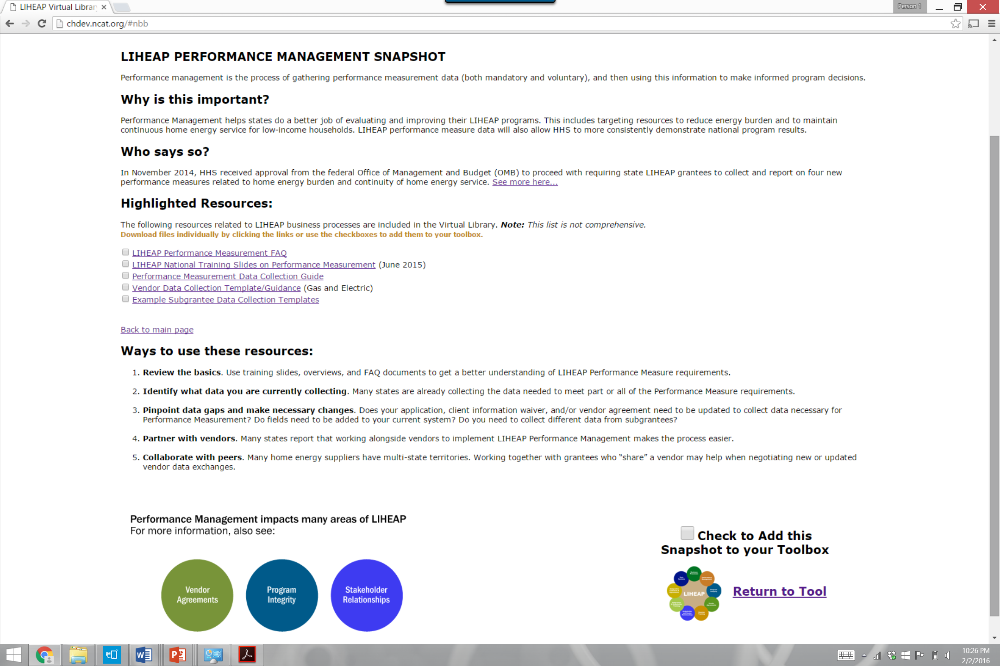 LIHEAP Virtual Librar
Person 1
chdev.ncat.org/#nbb
LIHEAP PERFORMANCE MANAGEMENT SNAPSHOT
Performance management is the process of gathering performance measurement data (both mandatory and voluntary), and then using this information to make informed program decisions.
Why is this important?
Performance Management helps states do a better job of evaluating and improving their LIHEAP programs. This includes targeting resources to reduce energy burden and to maintain
continuous home energy service for low-income households. LIHEAP performance measure data will also allow HHS to more consistently demonstrate national program results.
Who says so?
In November 2014, HHS received approval from the federal Office of Management and Budget (OMB) to proceed with requiring state LIHEAP grantees to collect and report on four new
performance measures related to home energy burden and continuity of home energy service. See more here...
Highlighted Resources:
The following resources related to LIHEAP business processes are included in the Virtual Library. Note: This list is not comprehensive.
Download files individually by clicking the links or use the checkboxes to add them to your toolbox.
LIHEAP Performance Measurement FAQ
LIHEAP National Training Slides on Performance Measurement (June 2015)
Performance Measurement Data Collection Guide
Vendor Data Collection Template/Guidance (Gas and Electric)
Example Subgrantee Data Collection Templates
Back to main page
Ways to use these resources:
1. Review the basics. Use training slides, overviews, and FAQ documents to get a better understanding of LIHEAP Performance Measure requirements.
2. Identify what data you are currently collecting. Many states are already collecting the data needed to meet part or all of the Performance Measure requirements.
3. Pinpoint data gaps and make necessary changes. Does your application, client information waiver, and/or vendor agreement need to be updated to collect data necessary for
Performance Measurement? Do fields need to be added to your current system? Do you need to collect different data from subgrantees?
4. Partner with vendors. Many states report that working alongside vendors to implement LIHEAP Performance Management makes the process easier.
5. Collaborate with peers. Many home energy suppliers have multi-state territories. Working together with grantees who “share” a vendor may help when negotiating new or updated
vendor data exchanges.
Performance Management impacts many areas of LIHEAP
For more information, also see:
Vendor
Agreements
Program
Integrity
Stakeholder
Relationships
Check to Add this
Snapshot to your Toolbox
LIHEAP
Return to Tool
10:26 PM
2/2/2016